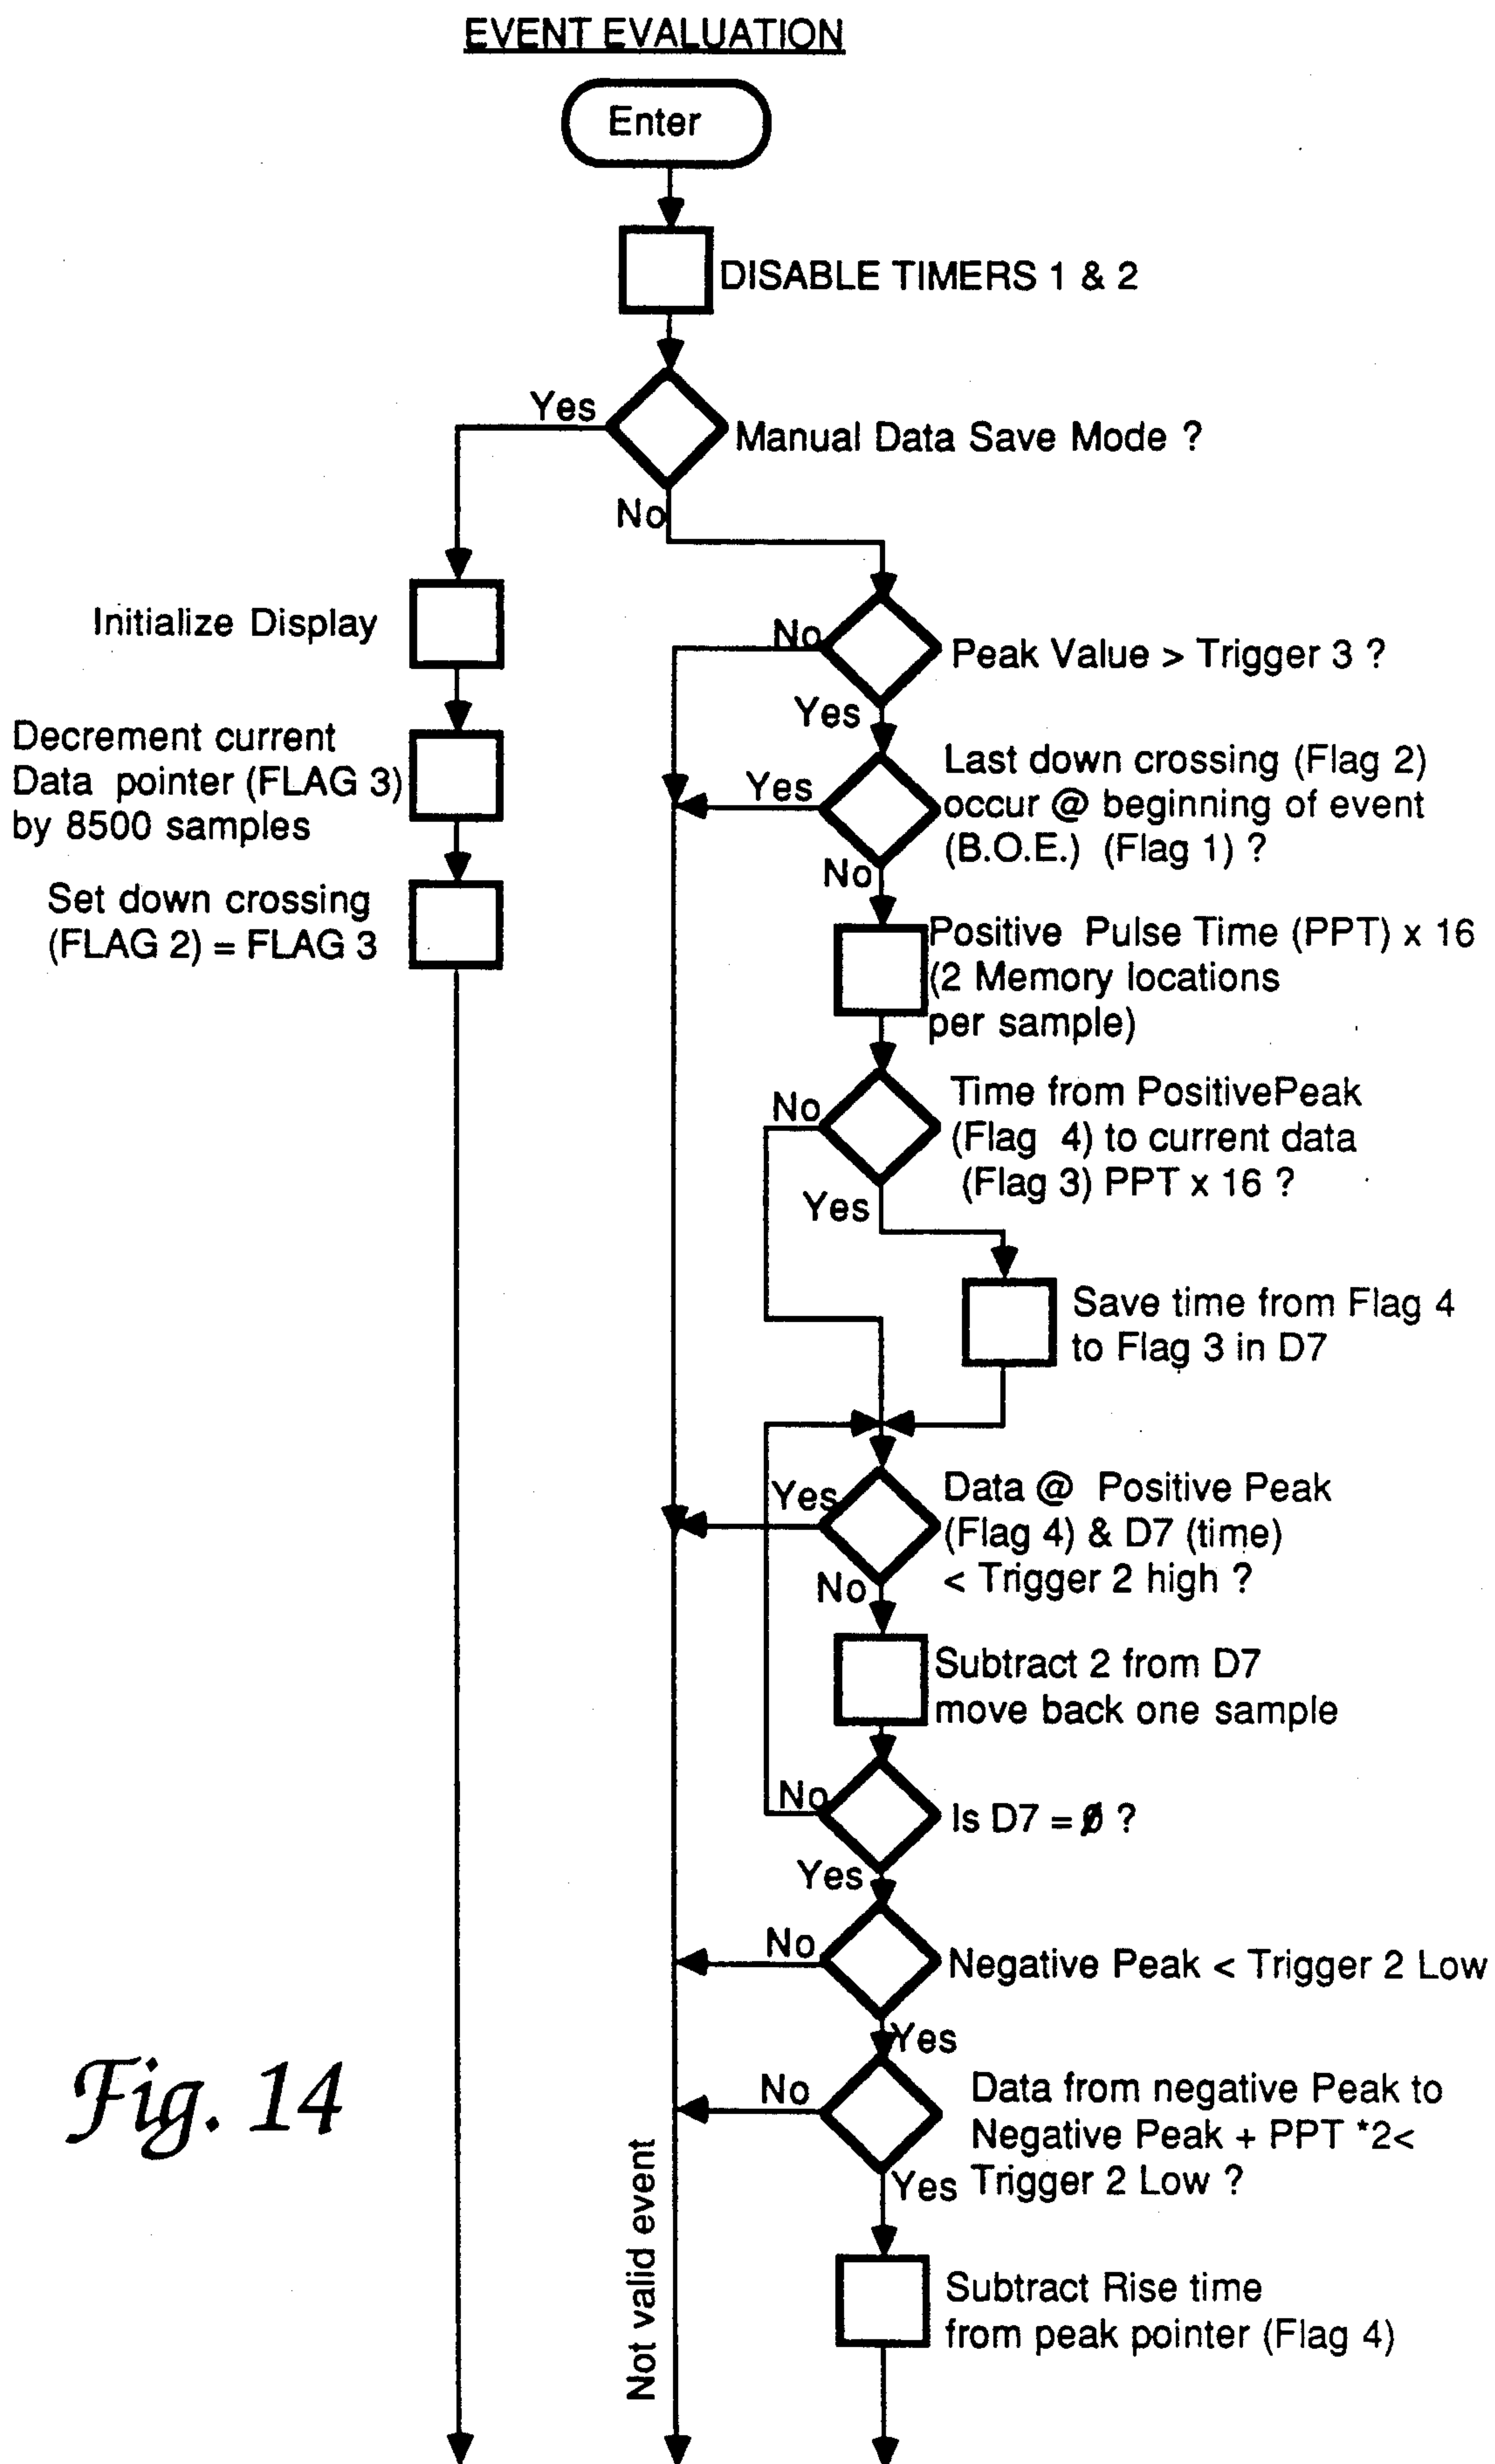 EVENT EVALUATION
Enter
DISABLE TIMERS 1 & 2
Yes
Manual Data Save Mode ?
No
Initialize Display
Decrement current
Data pointer (FLAG 3)
by 8500 samples
Set down crossing
(FLAG 2) = FLAG 3
No
Peak Value > Trigger 3 ?
Yes
Yes
Last down crossing (Flag 2)
occur @ beginning of event
(B.O.E.) (Flag 1) ?
No
Positive Pulse Time (PPT) x 16
(2 Memory locations
per sample)
No
Time from PositivePeak
(Flag 4) to current data
(Flag 3) PPT x 16 ?
Yes
Save time from Flag 4
to Flag 3 in D7
Yes
Data @ Positive Peak
(Flag 4) & D7 (time)
< Trigger 2 high ?
No
Subtract 2 from D7
move back one sample
No
Is D7 = Ø ?
Yes
No
Negative Peak < Trigger 2 Low
Yes
No
Data from negative Peak to
Negative Peak + PPT *2<
Trigger 2 Low ?
Yes
Not valid event
Subtract Rise time
from peak pointer (Flag 4)
Fig. 14